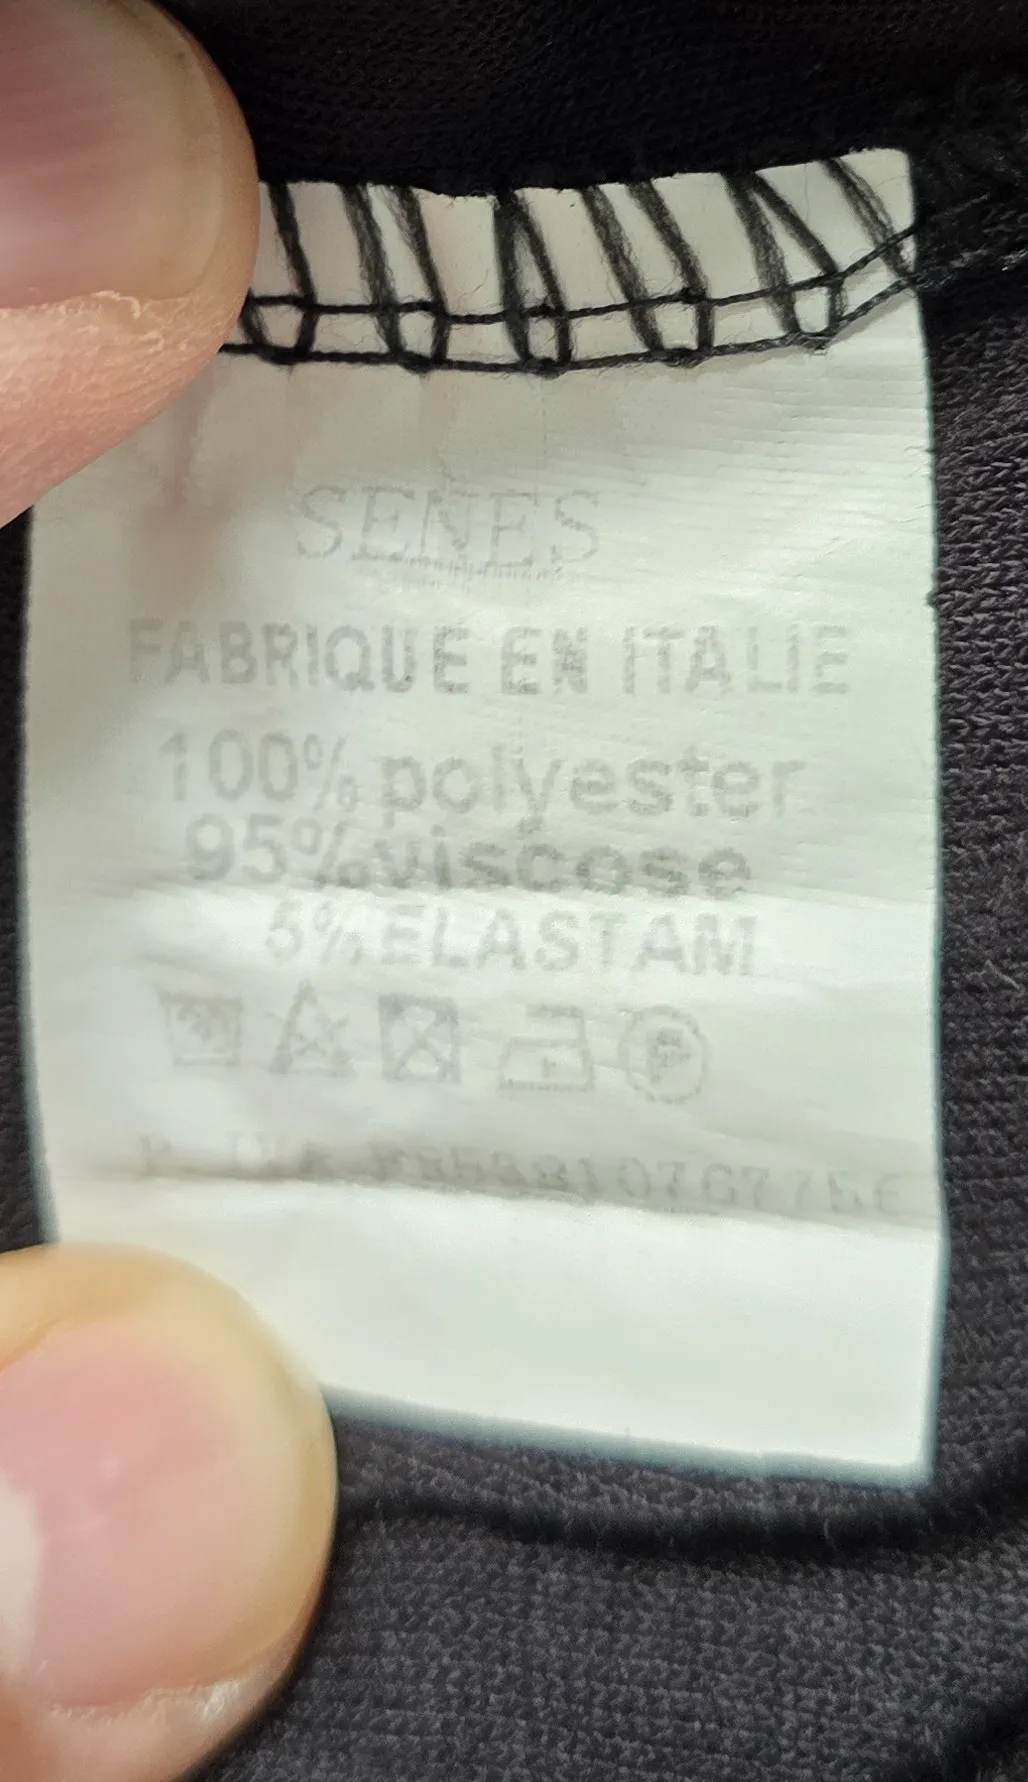 SENES
FABRIQUE EN ITALIE
100% polyester
95% viscose
5% ELASTAM
P